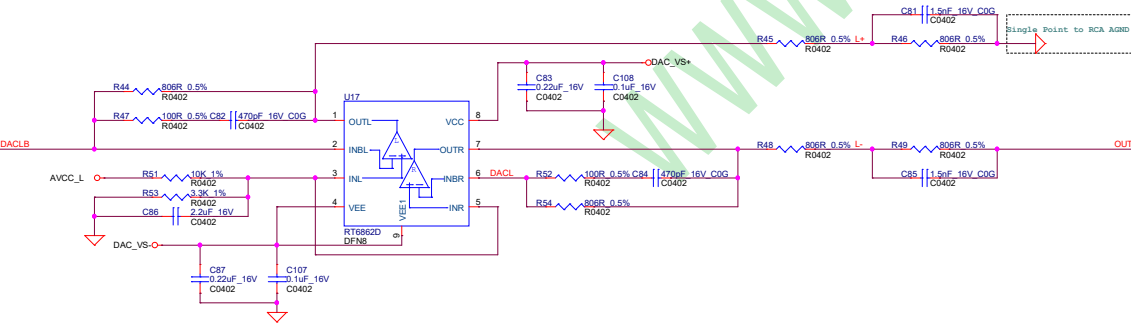 C81 1.5nF_16V_C0G
C0402
Single Point to RCA AGND
R45 806R_0.5% L+ R46 806R_0.5%
R0402 R0402
DAC_VS+
C83 C108
0.22uF_16V 0.1uF_16V
C0402 C0402
R44 806R_0.5%
R0402
U17
R47 100R_0.5% C82 470pF_16V_C0G
R0402 C0402
1 OUTL VCC 8
DACLB
2 INBL OUTR 7
L
R48 806R_0.5% L- R49 806R_0.5% OUT
R0402 R0402
AVCC_L R51 10K_1%
R0402
3 INL INBR 6 DACL
R
R52 100R_0.5% C84 470pF_16V_C0G
R0402 C0402
C85 1.5nF_16V_C0G
C0402
R53 3.3K_1%
R0402
4 VEE INR 5
VEE1
R54 806R_0.5%
R0402
C86 2.2uF_16V
C0402
9
RT6862D
DFN8
DAC_VS-
C87 C107
0.22uF_16V 0.1uF_16V
C0402 C0402